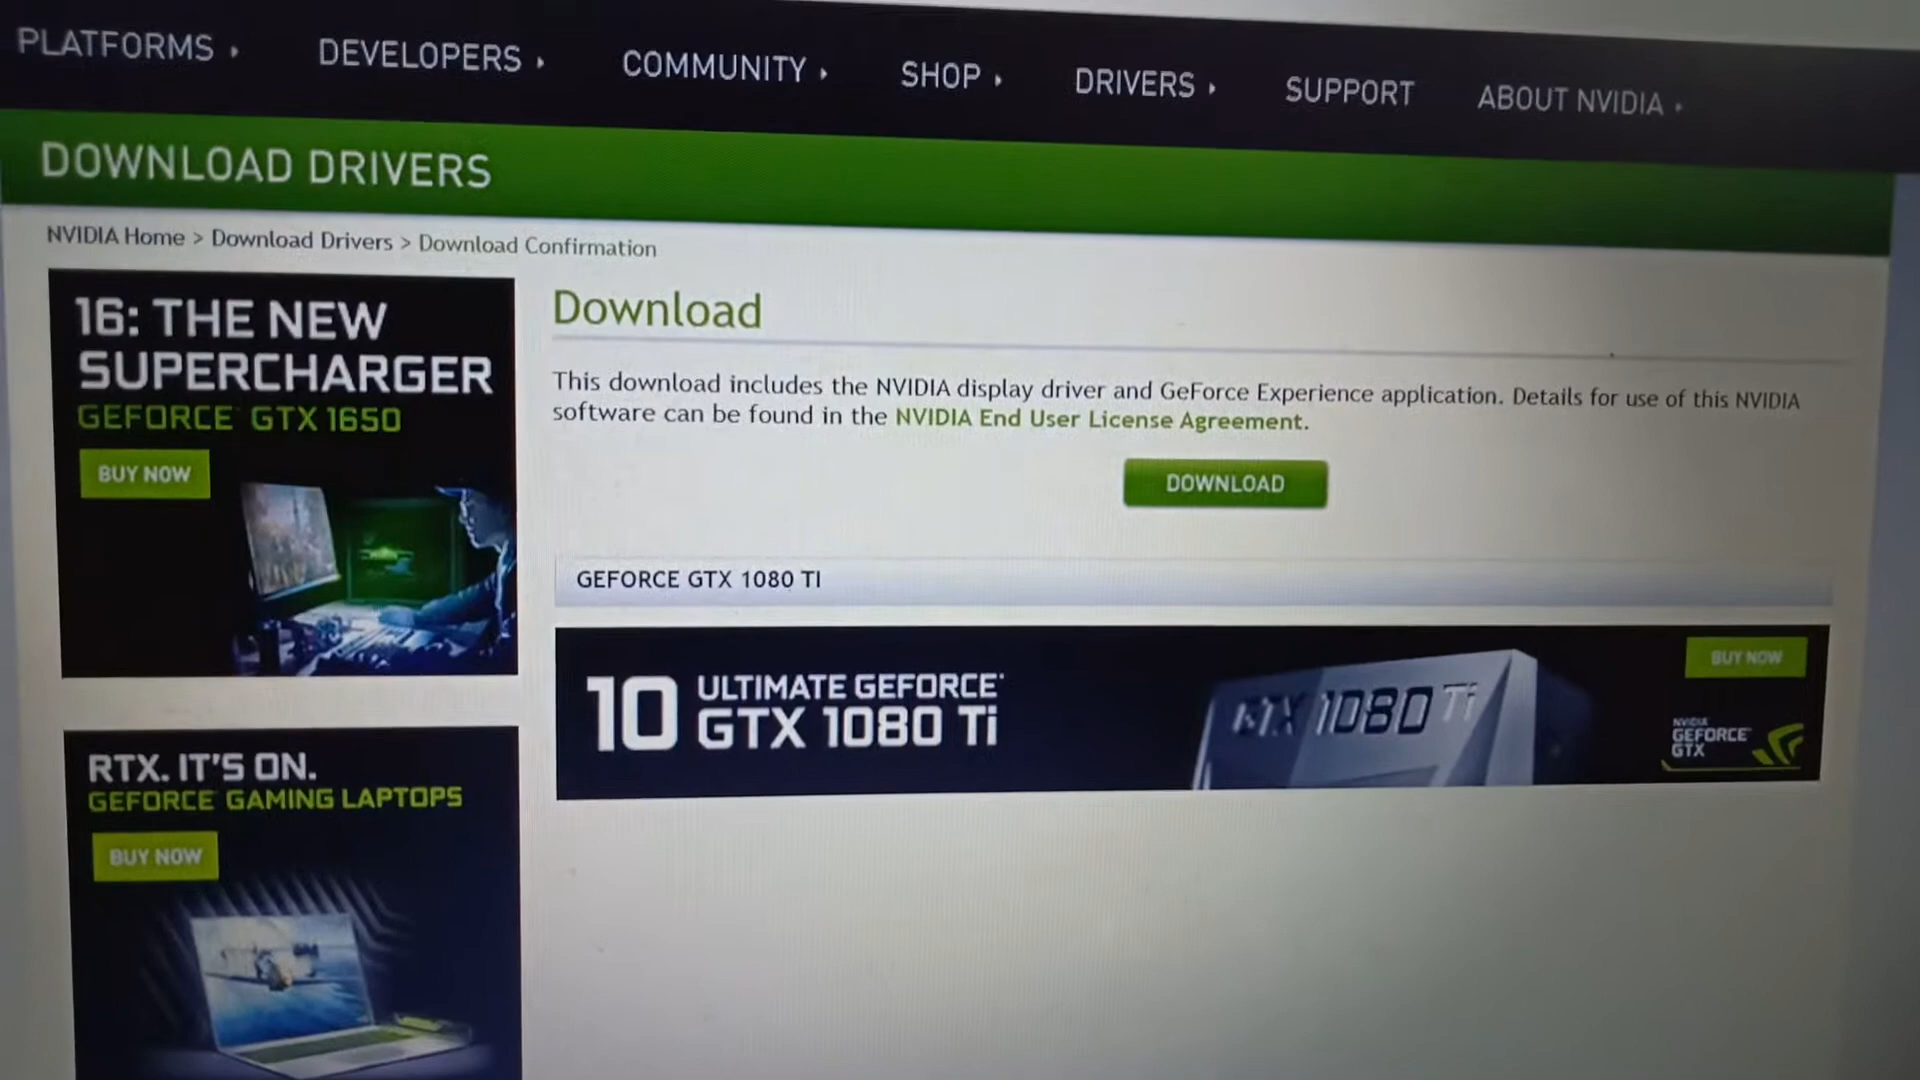 PLATFORMS DEVELOPERS COMMUNITY SHOP DRIVERS SUPPORT ABOUT NVIDIA
DOWNLOAD DRIVERS
NVIDIA Home > Download Drivers > Download Confirmation
16: THE NEW
SUPERCHARGER
GEFORCE GTX 1650
BUY NOW
RTX. IT'S ON.
GEFORCE GAMING LAPTOPS
BUY NOW
Download
This download includes the NVIDIA display driver and GeForce Experience application. Details for use of this NVIDIA
software can be found in the NVIDIA End User License Agreement.
DOWNLOAD
GEFORCE GTX 1080 TI
10 ULTIMATE GEFORCE
GTX 1080 Ti
GTX 1080 Ti
BUY NOW
NVIDIA
GEFORCE
GTX